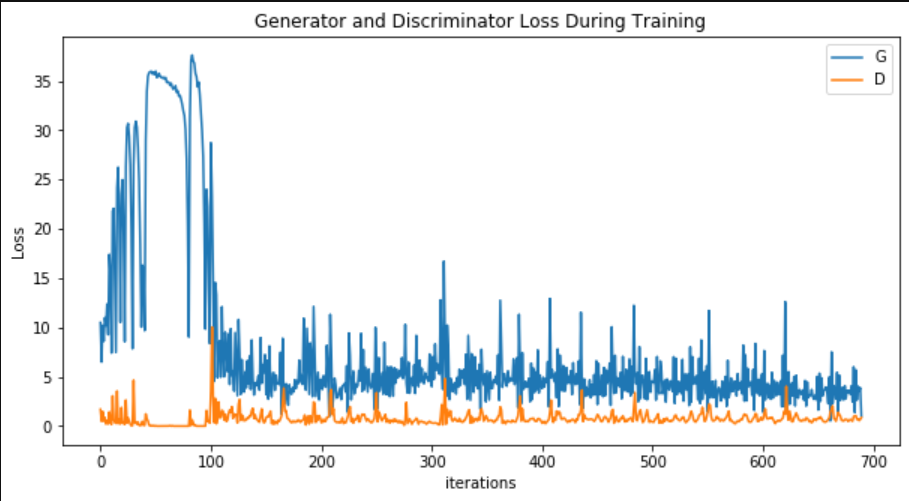 Generator and Discriminator Loss During Training
G
D
35
30
25
20
15
10
5
0
Loss
0 100 200 300 400 500 600 700
iterations